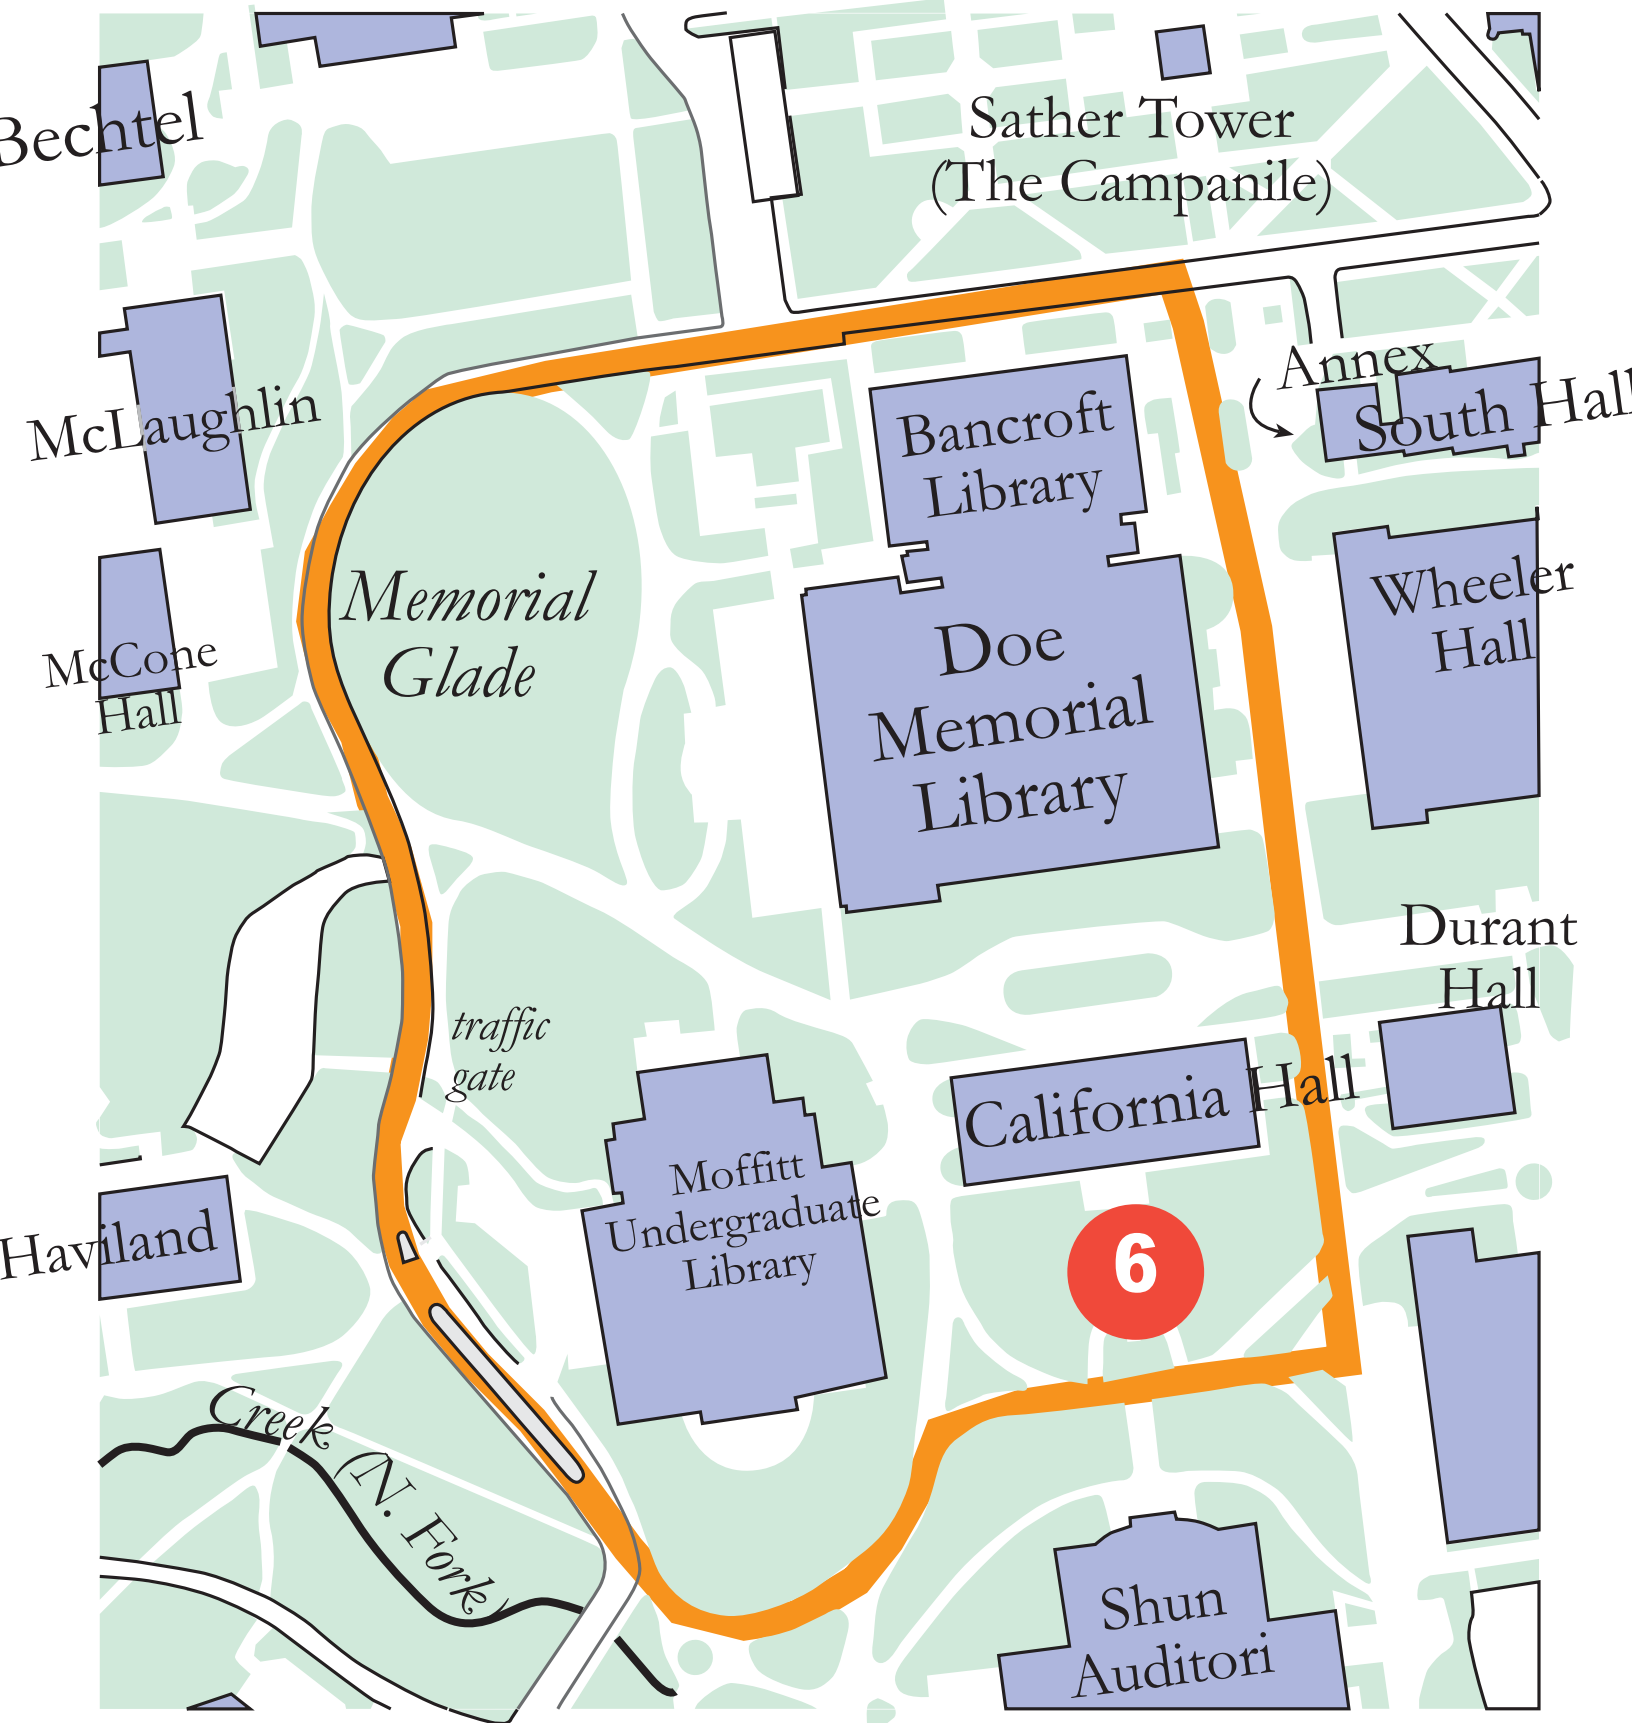 Sather Tower
(The Campanile)
Bechtel
Annex
South Hall
McLaughlin
Bancroft
Library
Memorial
Glade
Wheeler
Hall
McCone
Hall
Doe
Memorial
Library
Durant
Hall
traffic
gate
California Hall
Moffitt
Undergraduate
Library
6
Haviland
Creek (N. Fork)
Shun
Auditori